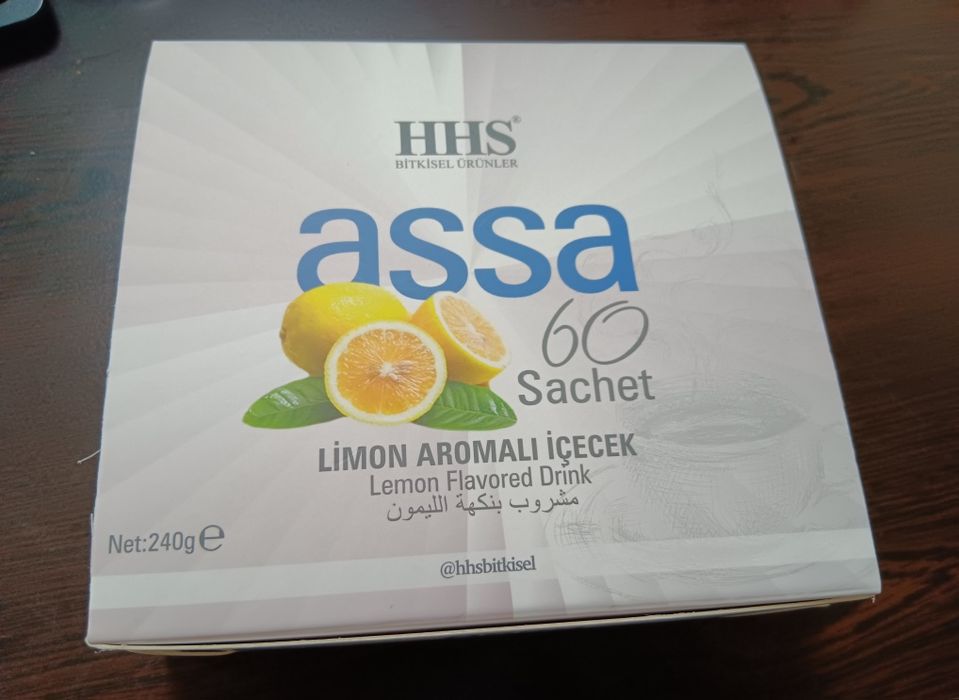 HHS®
BİTKİSEL ÜRÜNLER
assa
60
Sachet
LİMON AROMALI İÇECEK
Lemon Flavored Drink
مشروب بنكهة الليمون
Net:240g℮
@hhsbitkisel